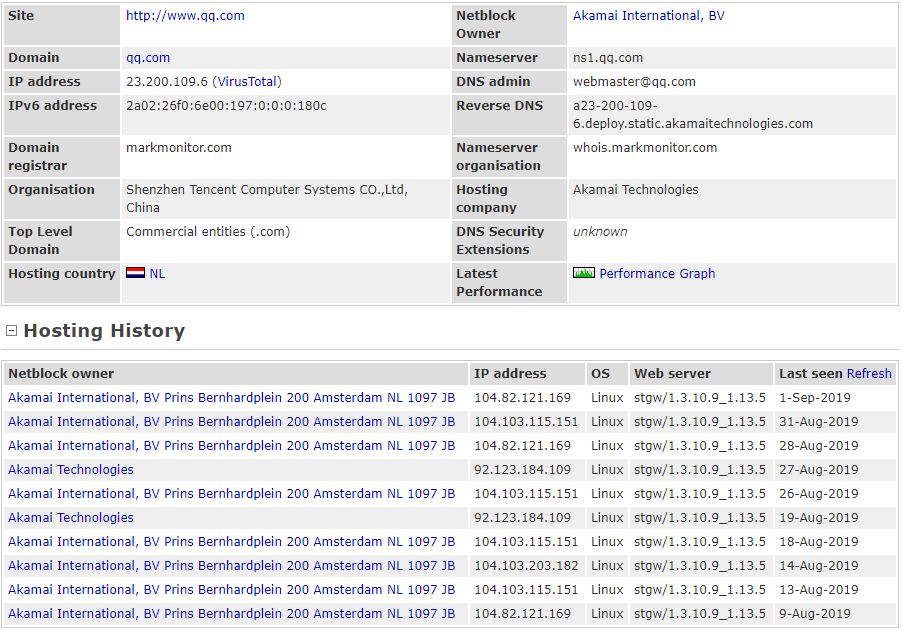 Site http://www.qq.com Netblock Owner Akamai International, BV
Domain qq.com Nameserver ns1.qq.com
IP address 23.200.109.6 (VirusTotal) DNS admin webmaster@qq.com
IPv6 address 2a02:26f0:6e00:197:0:0:0:180c Reverse DNS a23-200-109-
6.deploy.static.akamaitechnologies.com
Domain registrar markmonitor.com Nameserver organisation whois.markmonitor.com
Organisation Shenzhen Tencent Computer Systems CO.,Ltd, China Hosting company Akamai Technologies
Top Level Domain Commercial entities (.com) DNS Security Extensions unknown
Hosting country NL Latest Performance Performance Graph
Hosting History
Netblock owner IP address OS Web server Last seen Refresh
Akamai International, BV Prins Bernhardplein 200 Amsterdam NL 1097 JB 104.82.121.169 Linux stgw/1.3.10.9_1.13.5 1-Sep-2019
Akamai International, BV Prins Bernhardplein 200 Amsterdam NL 1097 JB 104.103.115.151 Linux stgw/1.3.10.9_1.13.5 31-Aug-2019
Akamai International, BV Prins Bernhardplein 200 Amsterdam NL 1097 JB 104.82.121.169 Linux stgw/1.3.10.9_1.13.5 28-Aug-2019
Akamai Technologies 92.123.184.109 Linux stgw/1.3.10.9_1.13.5 27-Aug-2019
Akamai International, BV Prins Bernhardplein 200 Amsterdam NL 1097 JB 104.103.115.151 Linux stgw/1.3.10.9_1.13.5 26-Aug-2019
Akamai Technologies 92.123.184.109 Linux stgw/1.3.10.9_1.13.5 19-Aug-2019
Akamai International, BV Prins Bernhardplein 200 Amsterdam NL 1097 JB 104.103.115.151 Linux stgw/1.3.10.9_1.13.5 18-Aug-2019
Akamai International, BV Prins Bernhardplein 200 Amsterdam NL 1097 JB 104.103.203.182 Linux stgw/1.3.10.9_1.13.5 14-Aug-2019
Akamai International, BV Prins Bernhardplein 200 Amsterdam NL 1097 JB 104.103.115.151 Linux stgw/1.3.10.9_1.13.5 13-Aug-2019
Akamai International, BV Prins Bernhardplein 200 Amsterdam NL 1097 JB 104.82.121.169 Linux stgw/1.3.10.9_1.13.5 9-Aug-2019